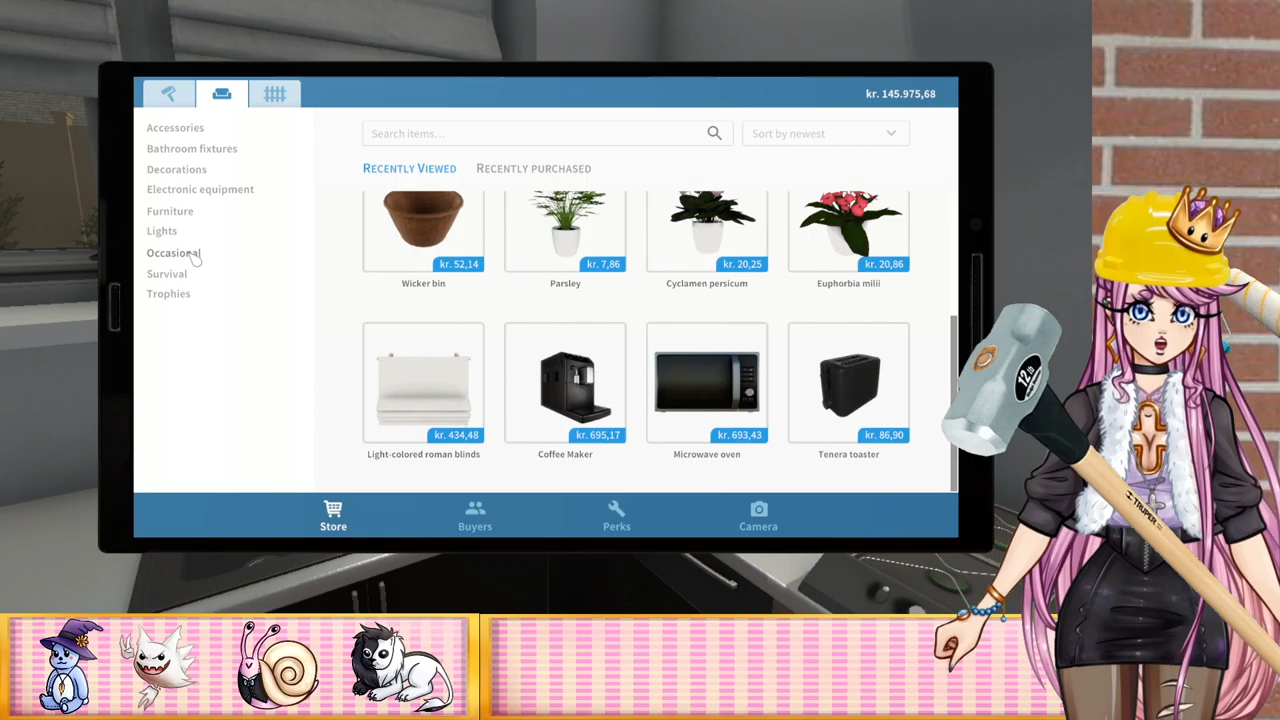 kr. 145.975,68
Accessories
Bathroom fixtures
Decorations
Electronic equipment
Furniture
Lights
Occasional
Survival
Trophies
Search items...
Sort by newest
RECENTLY VIEWED
RECENTLY PURCHASED
kr. 52,14
kr. 7,86
kr. 20,25
kr. 20,86
Wicker bin
Parsley
Cyclamen persicum
Euphorbia milii
kr. 434,48
kr. 695,17
kr. 693,43
kr. 86,90
Light-colored roman blinds
Coffee Maker
Microwave oven
Tenera toaster
Store
Buyers
Perks
Camera
12 LB
TRUPER